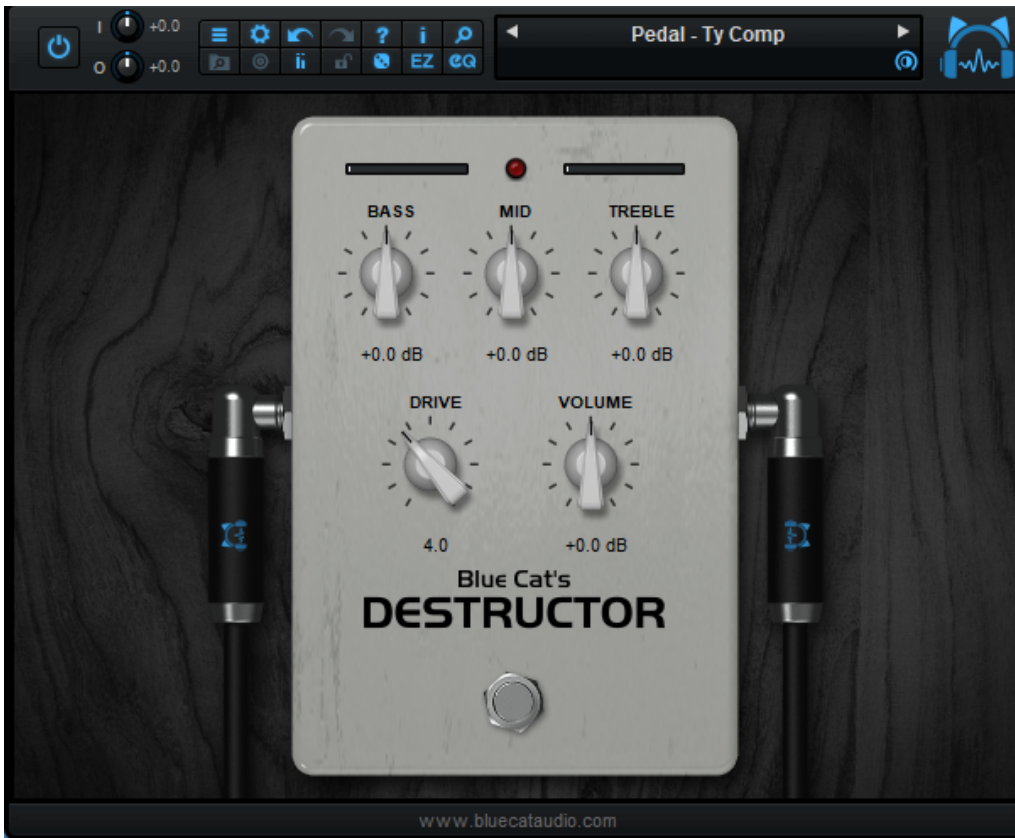 I +0.0
O +0.0
? i
ii EZ eQ
Pedal - Ty Comp
BASS MID TREBLE
+0.0 dB +0.0 dB +0.0 dB
DRIVE VOLUME
4.0 +0.0 dB
Blue Cat's
DESTRUCTOR
www.bluecataudio.com